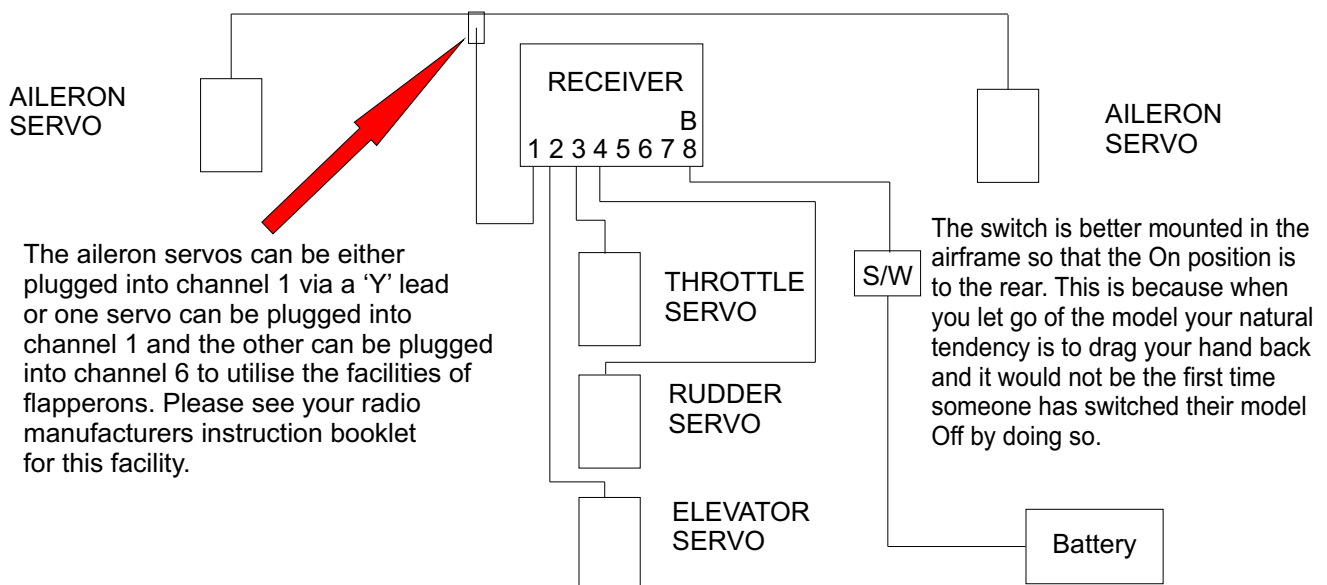 RECEIVER
B
1 2 3 4 5 6 7 8
AILERON
SERVO
AILERON
SERVO
The aileron servos can be either
plugged into channel 1 via a ‘Y’ lead
or one servo can be plugged into
channel 1 and the other can be plugged
into channel 6 to utilise the facilities of
flapperons. Please see your radio
manufacturers instruction booklet
for this facility.
THROTTLE
SERVO
RUDDER
SERVO
ELEVATOR
SERVO
S/W
The switch is better mounted in the
airframe so that the On position is
to the rear. This is because when
you let go of the model your natural
tendency is to drag your hand back
and it would not be the first time
someone has switched their model
Off by doing so.
Battery